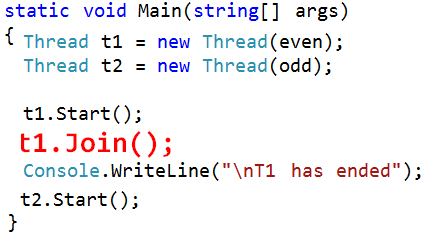 static void Main(string[] args)
{ Thread t1 = new Thread(even);
Thread t2 = new Thread(odd);
t1.Start();
t1.Join();
Console.WriteLine("\nT1 has ended");
t2.Start();
}